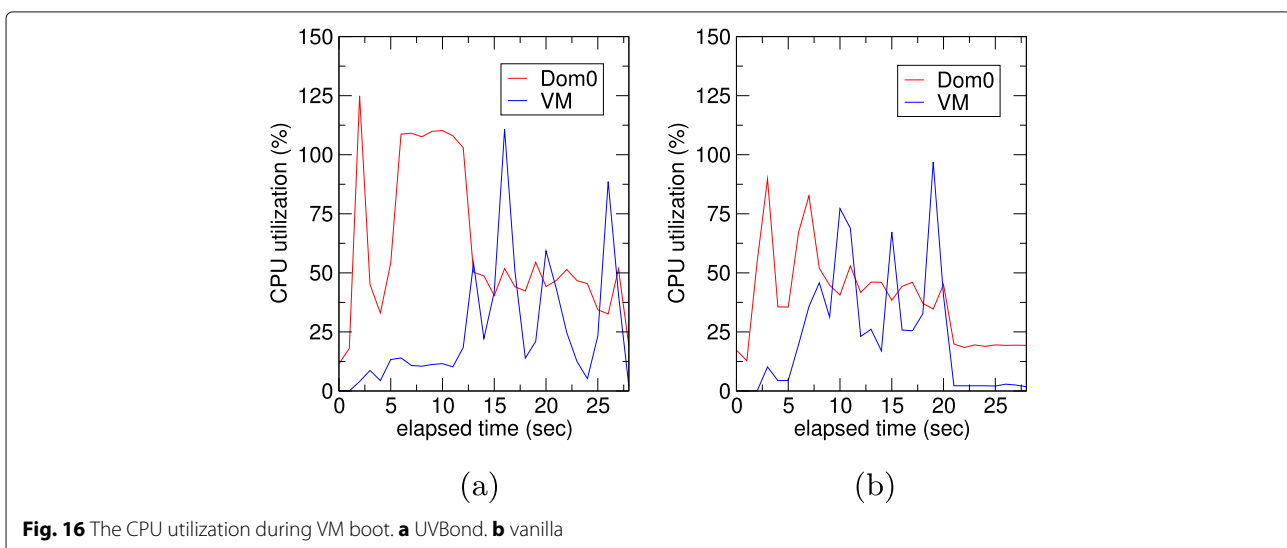 150
125
100
75
50
25
0
CPU utilization (%)
Dom0
VM
0 5 10 15 20 25
elapsed time (sec)
(a)
150
125
100
75
50
25
0
CPU utilization (%)
Dom0
VM
0 5 10 15 20 25
elapsed time (sec)
(b)
Fig. 16 The CPU utilization during VM boot. a UVBond. b vanilla